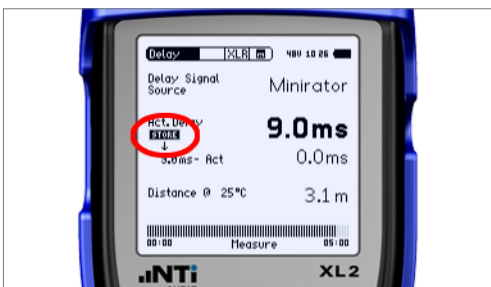 Delay XLR 48V 10 26
Delay Signal
Source Minirator
Act. Delay 9.0ms
STORE
9.0ms- Act 0.0ms
Distance @ 25°C 3.1 m
00:00 Measure 05:00
NTi XL2
AUDIO